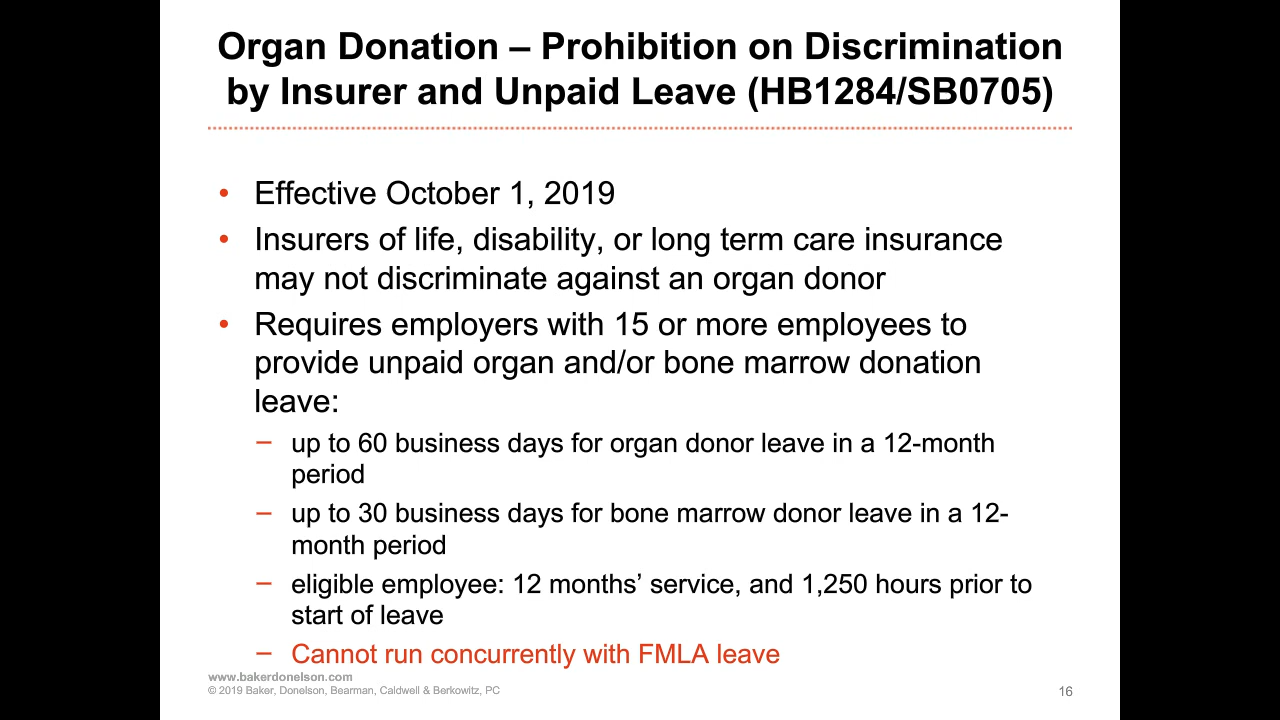 Organ Donation – Prohibition on Discrimination
by Insurer and Unpaid Leave (HB1284/SB0705)
• Effective October 1, 2019
• Insurers of life, disability, or long term care insurance
may not discriminate against an organ donor
• Requires employers with 15 or more employees to
provide unpaid organ and/or bone marrow donation
leave:
– up to 60 business days for organ donor leave in a 12-month
period
– up to 30 business days for bone marrow donor leave in a 12-
month period
– eligible employee: 12 months’ service, and 1,250 hours prior to
start of leave
– Cannot run concurrently with FMLA leave
www.bakerdonelson.com
© 2019 Baker, Donelson, Bearman, Caldwell & Berkowitz, PC
16